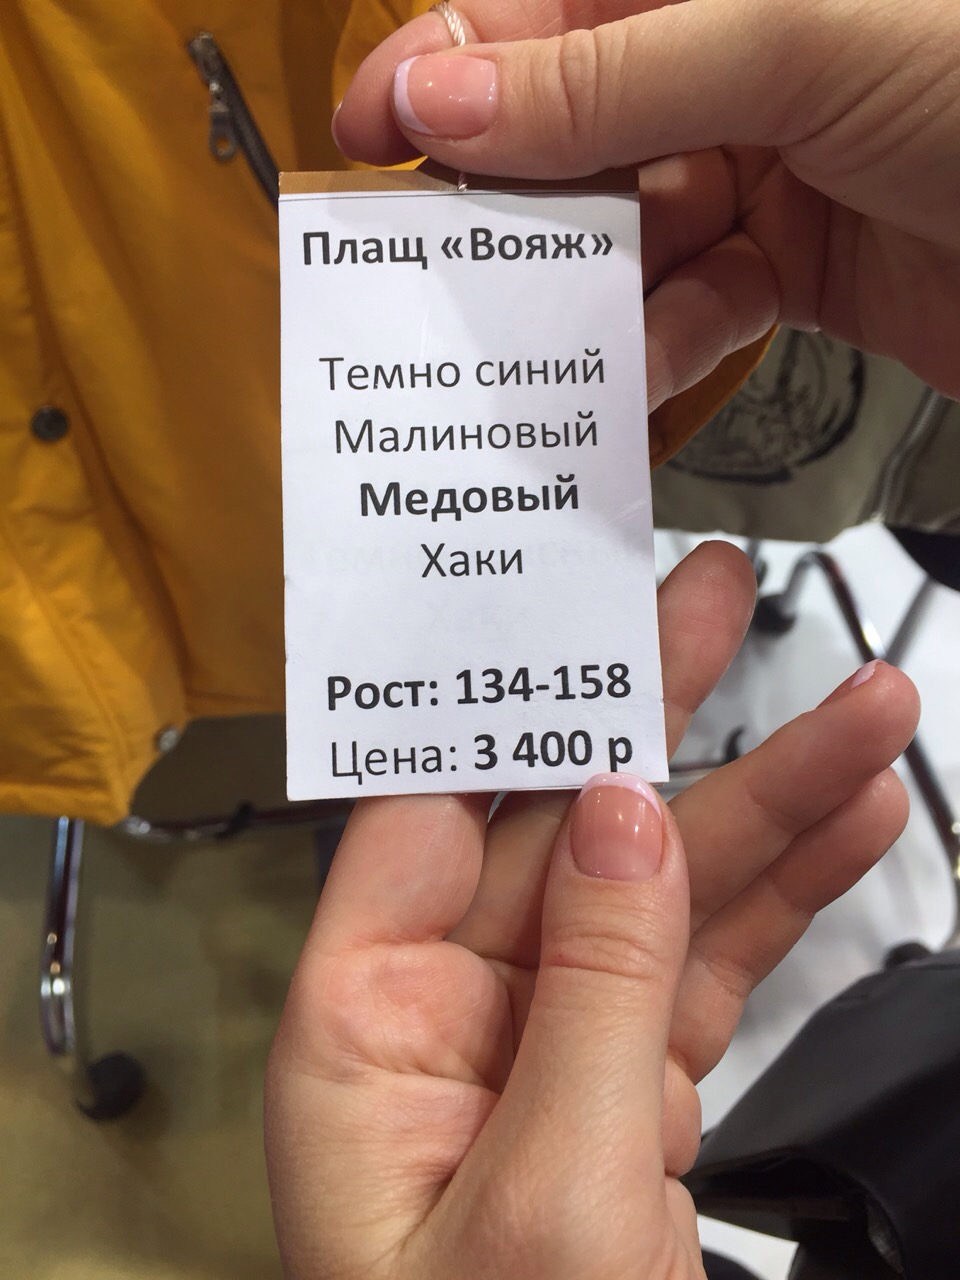 Плащ «Вояж»
Темно синий
Малиновый
Медовый
Хаки
Рост: 134-158
Цена: 3 400 р